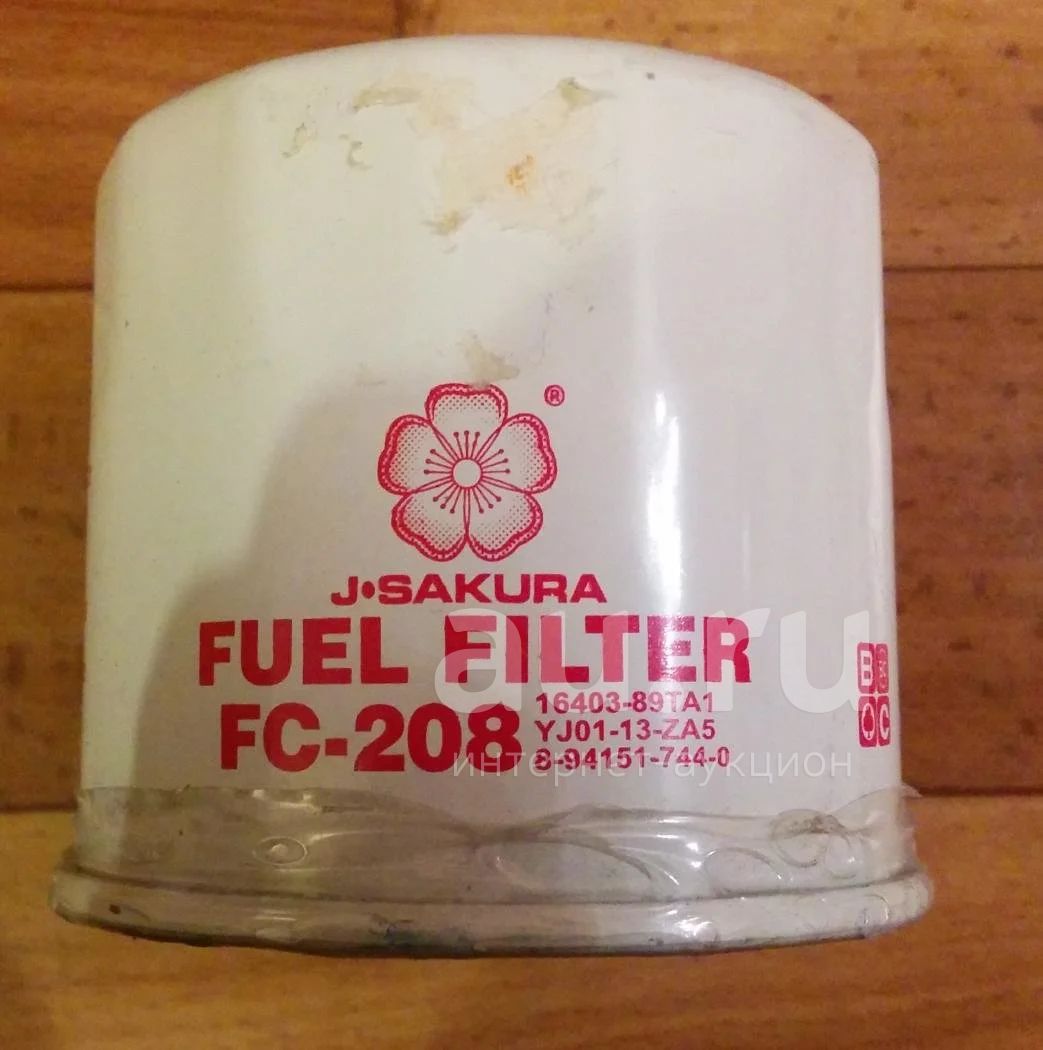 ®
J•SAKURA
FUEL FILTER
FC-208
16403-89TA1
YJ01-13-ZA5
8-94151-744-0
B
C
au.ru
интернет-аукцион